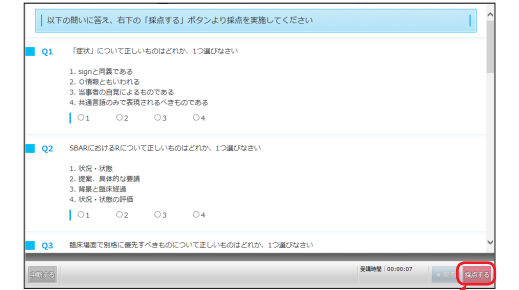 以下の問いに答え、右下の「採点する」ボタンより採点を実施してください
Q1 「症状」について正しいものはどれか、1つ選びなさい
1. signと同義である
2. O情報ともいわれる
3. 当事者の自覚によるものである
4. 共通言語のみで表現されるべきものである
1 2 3 4
Q2 SBARにおけるRについて正しいものはどれか、1つ選びなさい
1. 状況・状態
2. 提案、具体的な要請
3. 背景と臨床経過
4. 状況・状態の評価
1 2 3 4
Q3 臨床場面で別格に優先すべきものについて正しいものはどれか、1つ選びなさい
中断する 受講時間 : 00:00:07 採点する